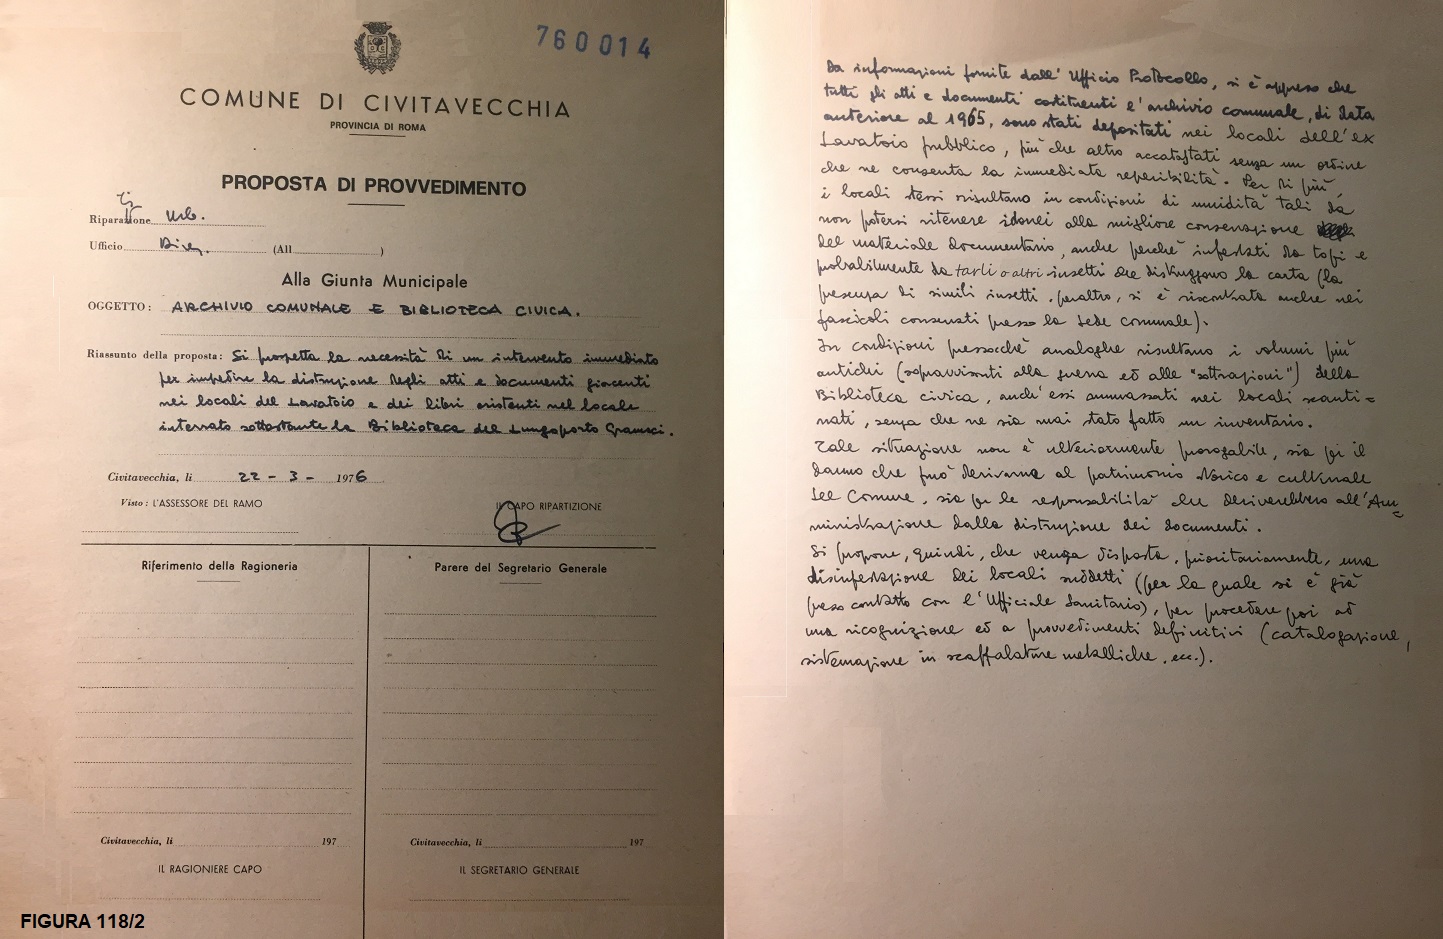 760014
COMUNE DI CIVITAVECCHIA
PROVINCIA DI ROMA
PROPOSTA DI PROVVEDIMENTO
Riparazione Urb.
Ufficio (All )
Alla Giunta Municipale
OGGETTO: ARCHIVIO COMUNALE E BIBLIOTECA CIVICA.
Riassunto della proposta: Si prospetta la necessità di un intervento immediato
per impedire la distruzione degli atti e documenti giacenti
nei locali del Lavatoio e dei libri esistenti nel locale
interrato sottostante la Biblioteca del Lungoporto Gramsci.
Civitavecchia, li 22 - 3 - 1976
Visto: L'ASSESSORE DEL RAMO
IL CAPO RIPARTIZIONE
Riferimento della Ragioneria
Civitavecchia, li 197
IL RAGIONIERE CAPO
Parere del Segretario Generale
Civitavecchia, li 197
IL SEGRETARIO GENERALE
FIGURA 118/2
Da informazioni fornite dall'Ufficio Protocollo, si è appreso che
tutti gli atti e documenti costituenti l'archivio comunale, di data
anteriore al 1965, sono stati depositati nei locali dell'ex
Lavatoio pubblico, più che altro accatastati senza un ordine
che ne consenta la immediata reperibilità. Per di più
i locali stessi risultano in condizioni di umidità tali da
non potersi ritenere idonei alla migliore conservazione
del materiale documentario, anche perchè infestati da topi e
probabilmente da tarli o altri insetti che distruggono la carta (la
presenza di simili insetti, peraltro, si è riscontrata anche nei
fascicoli conservati presso la sede comunale).
In condizioni pressocchè analoghe risultano i volumi più
antichi (sopravvissuti alla guerra ed alle "sottrazioni") della
Biblioteca civica, anch'essi ammassati nei locali scanti=
nati, senza che ne sia mai stato fatto un inventario.
Tale situazione non è ulteriormente prorogabile, sia per il
danno che può derivarne al patrimonio storico e culturale
del Comune, sia per le responsabilità che deriverebbero all'Am=
ministrazione dalla distruzione dei documenti.
Si propone, quindi, che venga disposta, prioritariamente, una
disinfestazione dei locali suddetti (per la quale si è già
preso contatto con l'Ufficiale Sanitario), per procedere poi ad
una ricognizione ed a provvedimenti definitivi (catalogazione,
sistemazione in scaffalature metalliche, ecc.).